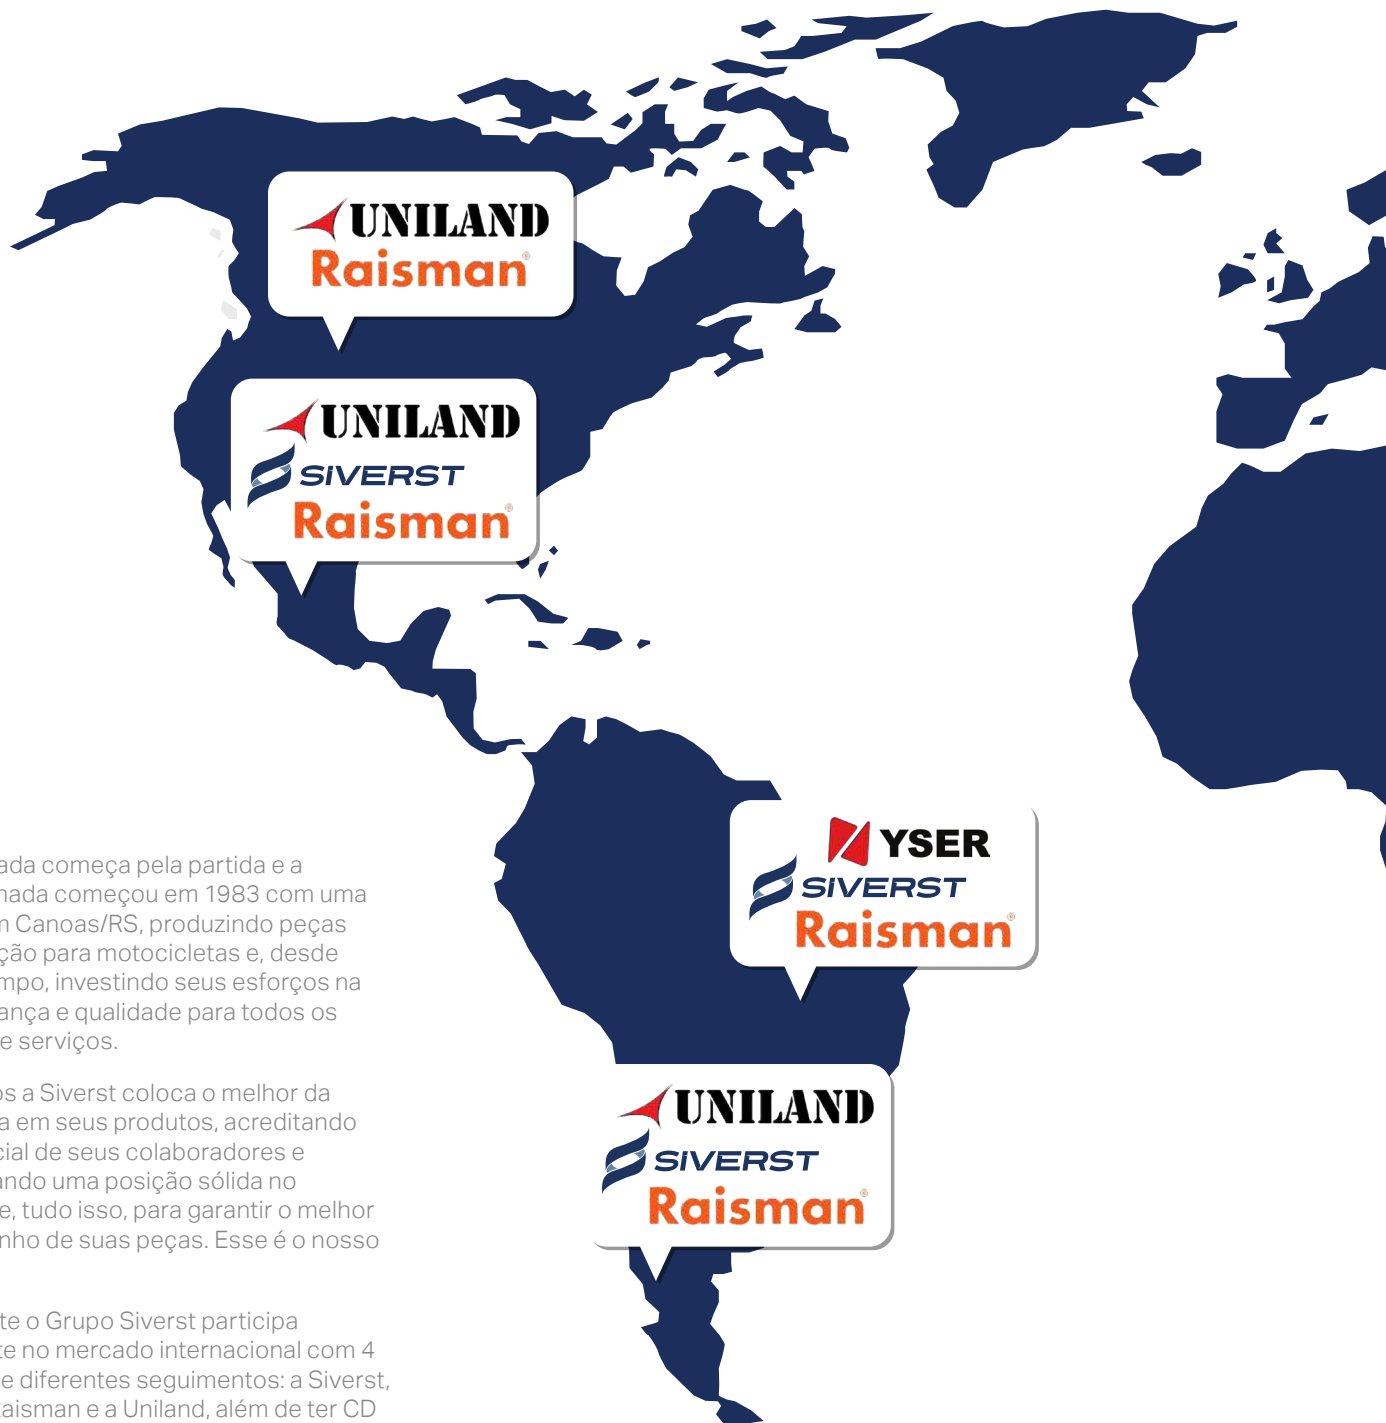 UNILAND
Raisman®
UNILAND
SIVERST
Raisman®
YSER
SIVERST
Raisman®
UNILAND
SIVERST
Raisman®
ada começa pela partida e a
nada começou em 1983 com uma
Canoas/RS, produzindo peças
ção para motocicletas e, desde
mpo, investindo seus esforços na
ança e qualidade para todos os
e serviços.
os a Siverst coloca o melhor da
a em seus produtos, acreditando
cial de seus colaboradores e
ando uma posição sólida no
e, tudo isso, para garantir o melhor
nho de suas peças. Esse é o nosso
te o Grupo Siverst participa
te no mercado internacional com 4
e diferentes seguimentos: a Siverst,
Raisman e a Uniland, além de ter CD